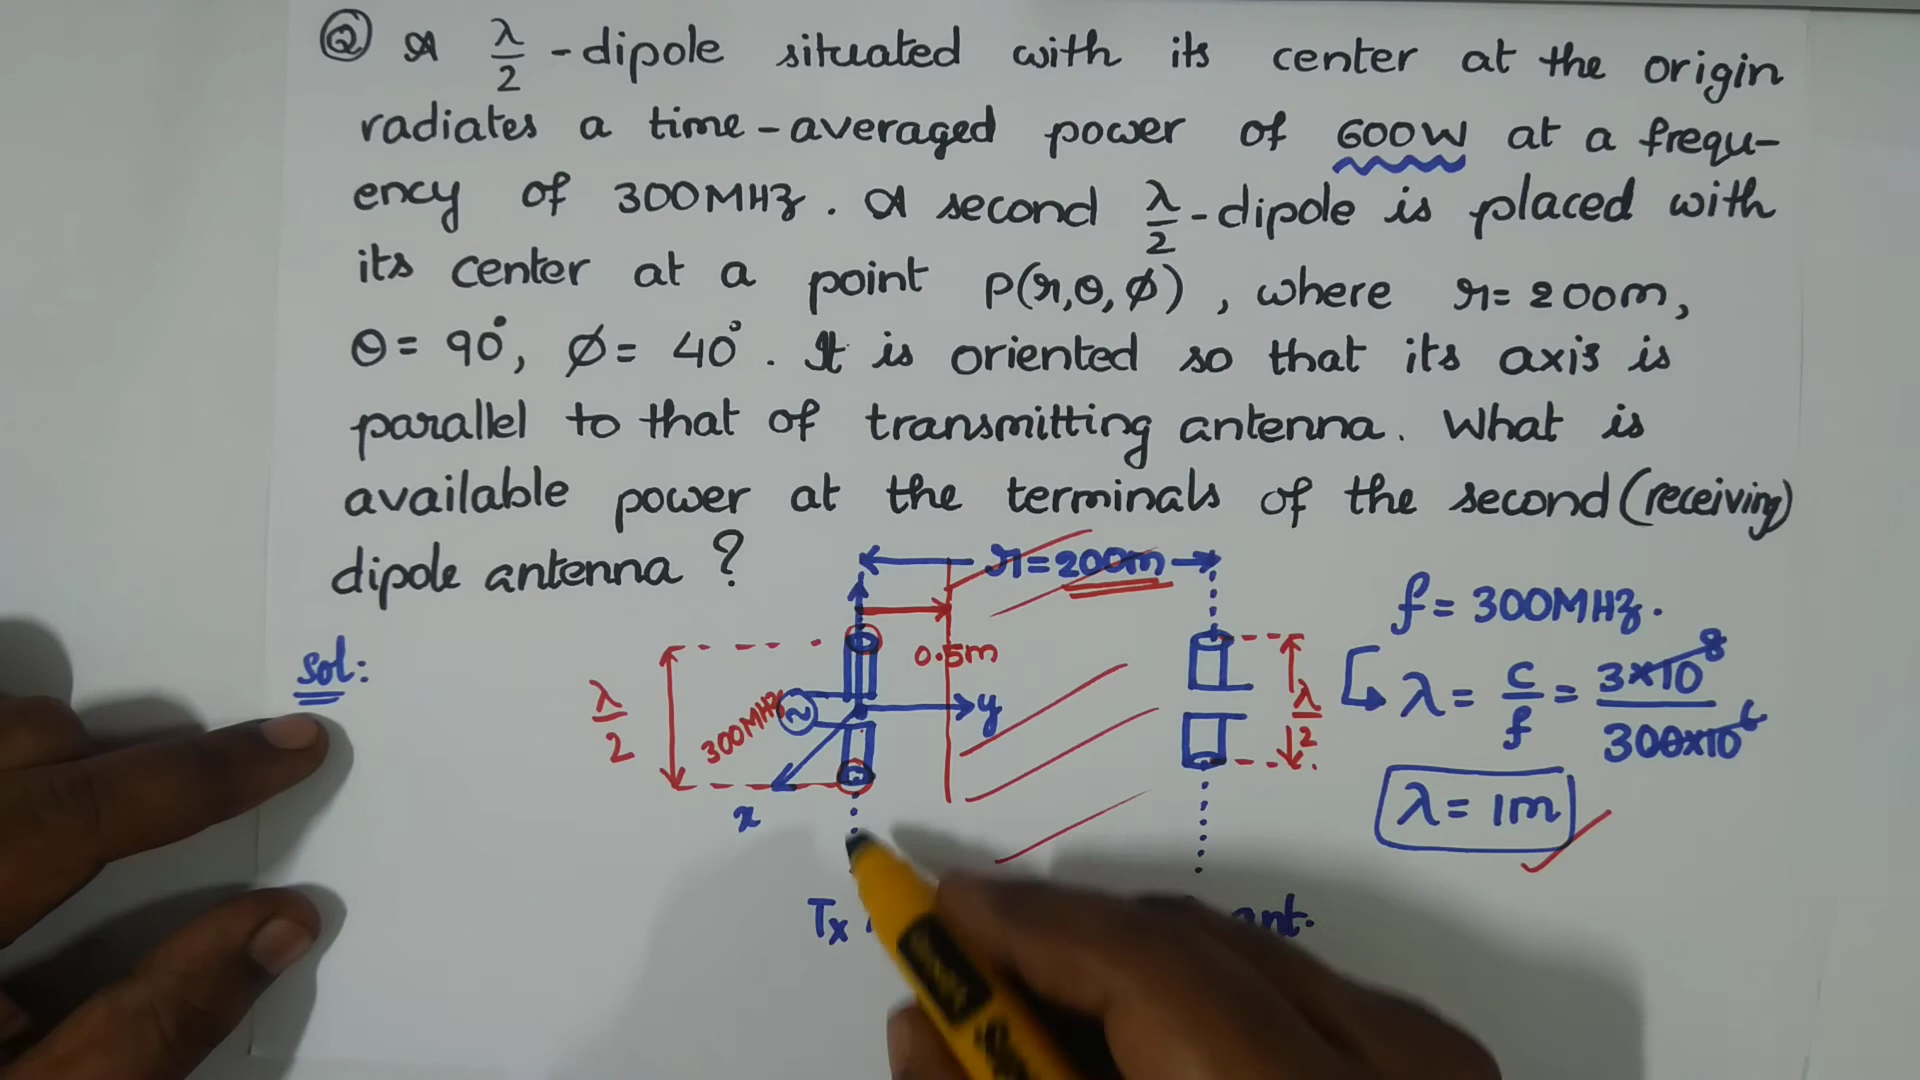 Q A λ/2 - dipole situated with its center at the origin
radiates a time-averaged power of 600W at a frequ-
ency of 300MHz. A second λ/2 - dipole is placed with
its center at a point P(r,θ,φ), where r=200m,
θ= 90°, φ= 40°. It is oriented so that its axis is
parallel to that of transmitting antenna. What is
available power at the terminals of the second (receiving)
dipole antenna ?
r=200m
f= 300MHz.
Sol:
0.5m
λ/2
300MHz
~
y
λ/2
λ= c/f = 3×10^8/300×10^6
x
λ= 1m
Tx
ant.